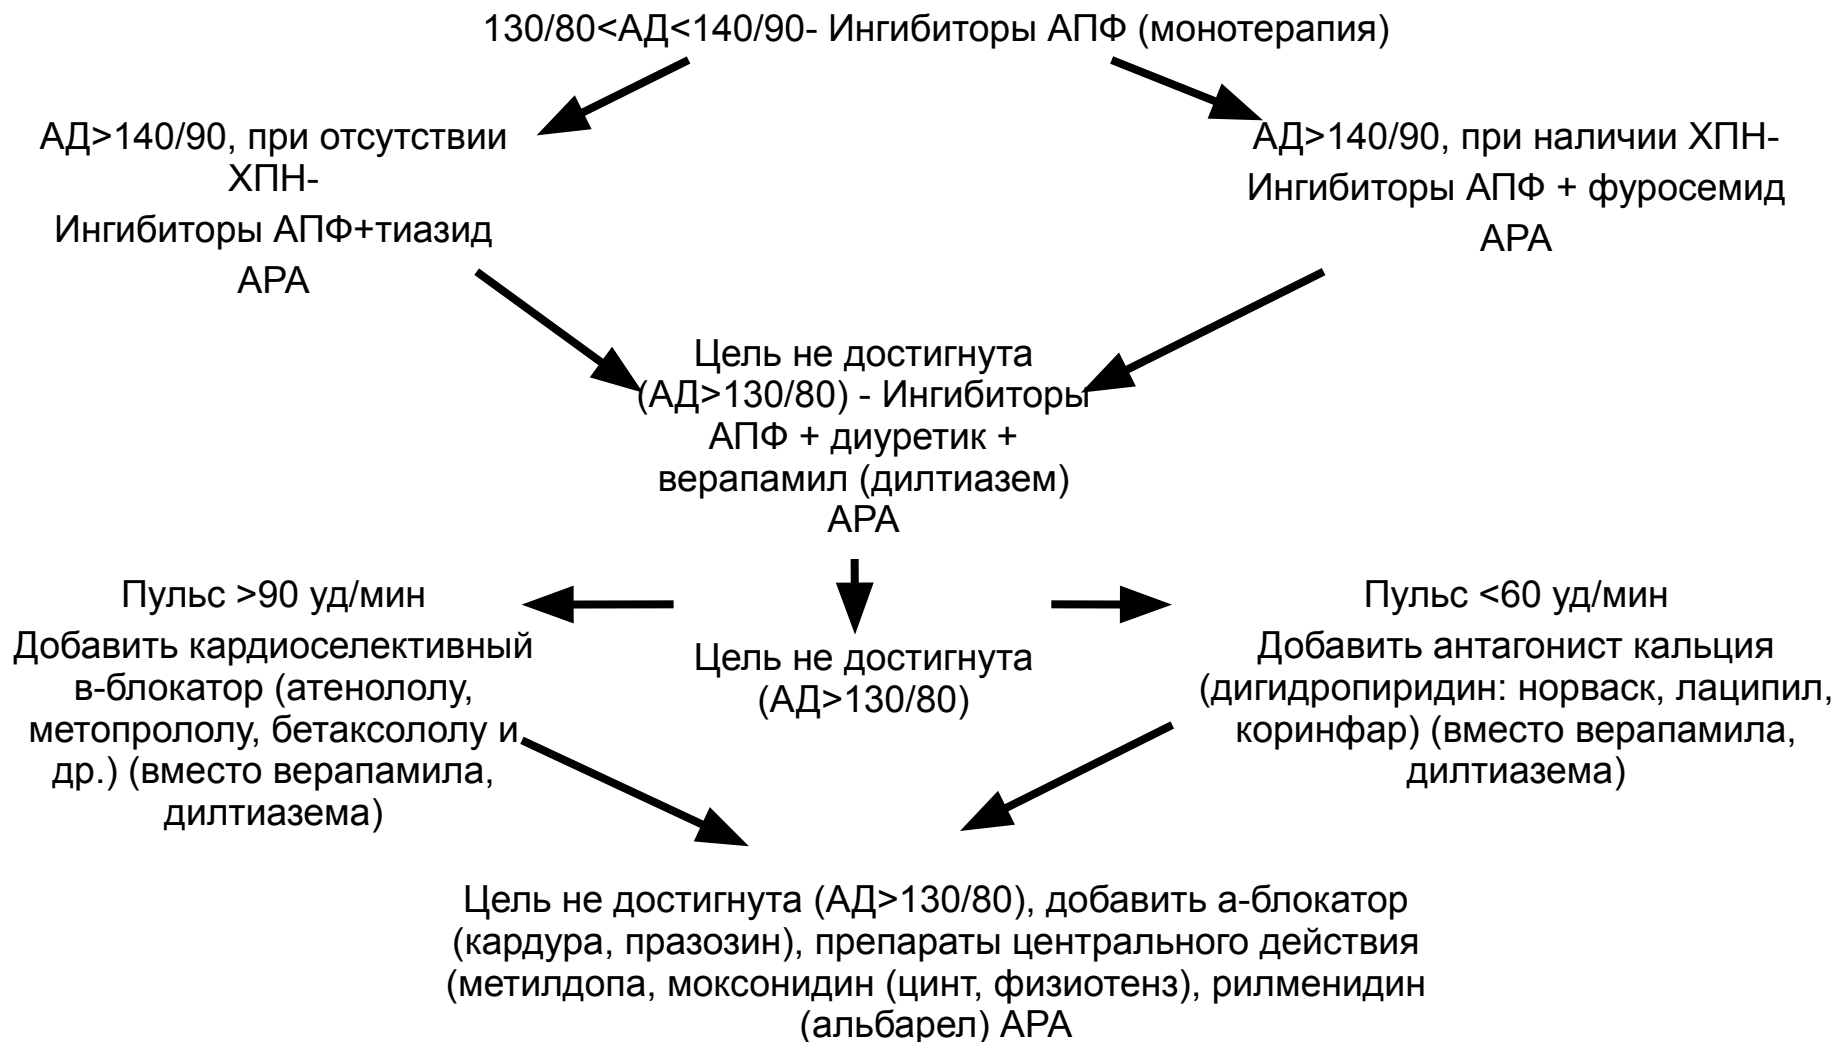 130/80<АД<140/90- Ингибиторы АПФ (монотерапия)
АД>140/90, при отсутствии
ХПН-
Ингибиторы АПФ+тиазид
АРА
АД>140/90, при наличии ХПН-
Ингибиторы АПФ + фуросемид
АРА
Цель не достигнута
(АД>130/80) - Ингибиторы
АПФ + диуретик +
верапамил (дилтиазем)
АРА
Пульс >90 уд/мин
Добавить кардиоселективный
в-блокатор (атенололу,
метопрололу, бетаксололу и
др.) (вместо верапамила,
дилтиазема)
Цель не достигнута
(АД>130/80)
Пульс <60 уд/мин
Добавить антагонист кальция
(дигидропиридин: норваск, лаципил,
коринфар) (вместо верапамила,
дилтиазема)
Цель не достигнута (АД>130/80), добавить а-блокатор
(кардура, празозин), препараты центрального действия
(метилдопа, моксонидин (цинт, физиотенз), рилменидин
(альбарел) АРА